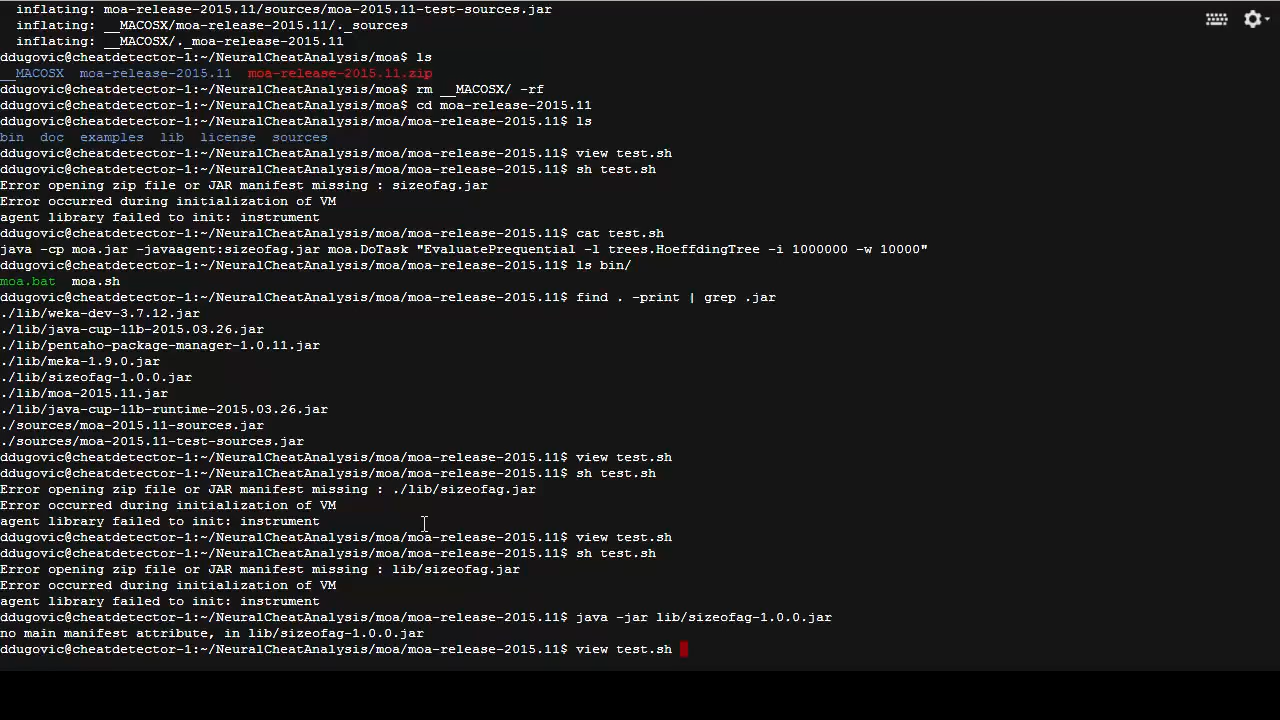 inflating: moa-release-2015.11/sources/moa-2015.11-test-sources.jar
  inflating: __MACOSX/moa-release-2015.11/._sources
  inflating: __MACOSX/._moa-release-2015.11
ddugovic@cheatdetector-1:~/NeuralCheatAnalysis/moa$ ls
__MACOSX  moa-release-2015.11  moa-release-2015.11.zip
ddugovic@cheatdetector-1:~/NeuralCheatAnalysis/moa$ rm __MACOSX/ -rf
ddugovic@cheatdetector-1:~/NeuralCheatAnalysis/moa$ cd moa-release-2015.11
ddugovic@cheatdetector-1:~/NeuralCheatAnalysis/moa/moa-release-2015.11$ ls
bin  doc  examples  lib  license  sources
ddugovic@cheatdetector-1:~/NeuralCheatAnalysis/moa/moa-release-2015.11$ view test.sh
ddugovic@cheatdetector-1:~/NeuralCheatAnalysis/moa/moa-release-2015.11$ sh test.sh
Error opening zip file or JAR manifest missing : sizeofag.jar
Error occurred during initialization of VM
agent library failed to init: instrument
ddugovic@cheatdetector-1:~/NeuralCheatAnalysis/moa/moa-release-2015.11$ cat test.sh
java -cp moa.jar -javaagent:sizeofag.jar moa.DoTask "EvaluatePrequential -l trees.HoeffdingTree -i 1000000 -w 10000"
ddugovic@cheatdetector-1:~/NeuralCheatAnalysis/moa/moa-release-2015.11$ ls bin/
moa.bat  moa.sh
ddugovic@cheatdetector-1:~/NeuralCheatAnalysis/moa/moa-release-2015.11$ find . -print | grep .jar
./lib/weka-dev-3.7.12.jar
./lib/java-cup-11b-2015.03.26.jar
./lib/pentaho-package-manager-1.0.11.jar
./lib/meka-1.9.0.jar
./lib/sizeofag-1.0.0.jar
./lib/moa-2015.11.jar
./lib/java-cup-11b-runtime-2015.03.26.jar
./sources/moa-2015.11-sources.jar
./sources/moa-2015.11-test-sources.jar
ddugovic@cheatdetector-1:~/NeuralCheatAnalysis/moa/moa-release-2015.11$ view test.sh
ddugovic@cheatdetector-1:~/NeuralCheatAnalysis/moa/moa-release-2015.11$ sh test.sh
Error opening zip file or JAR manifest missing : ./lib/sizeofag.jar
Error occurred during initialization of VM
agent library failed to init: instrument
ddugovic@cheatdetector-1:~/NeuralCheatAnalysis/moa/moa-release-2015.11$ view test.sh
ddugovic@cheatdetector-1:~/NeuralCheatAnalysis/moa/moa-release-2015.11$ sh test.sh
Error opening zip file or JAR manifest missing : lib/sizeofag.jar
Error occurred during initialization of VM
agent library failed to init: instrument
ddugovic@cheatdetector-1:~/NeuralCheatAnalysis/moa/moa-release-2015.11$ java -jar lib/sizeofag-1.0.0.jar
no main manifest attribute, in lib/sizeofag-1.0.0.jar
ddugovic@cheatdetector-1:~/NeuralCheatAnalysis/moa/moa-release-2015.11$ view test.sh